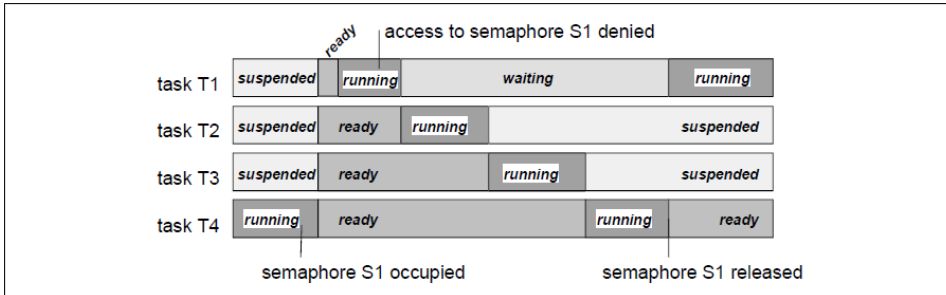 ready
access to semaphore S1 denied
task T1 suspended running waiting running
task T2 suspended ready running suspended
task T3 suspended ready running suspended
task T4 running ready running ready
semaphore S1 occupied semaphore S1 released